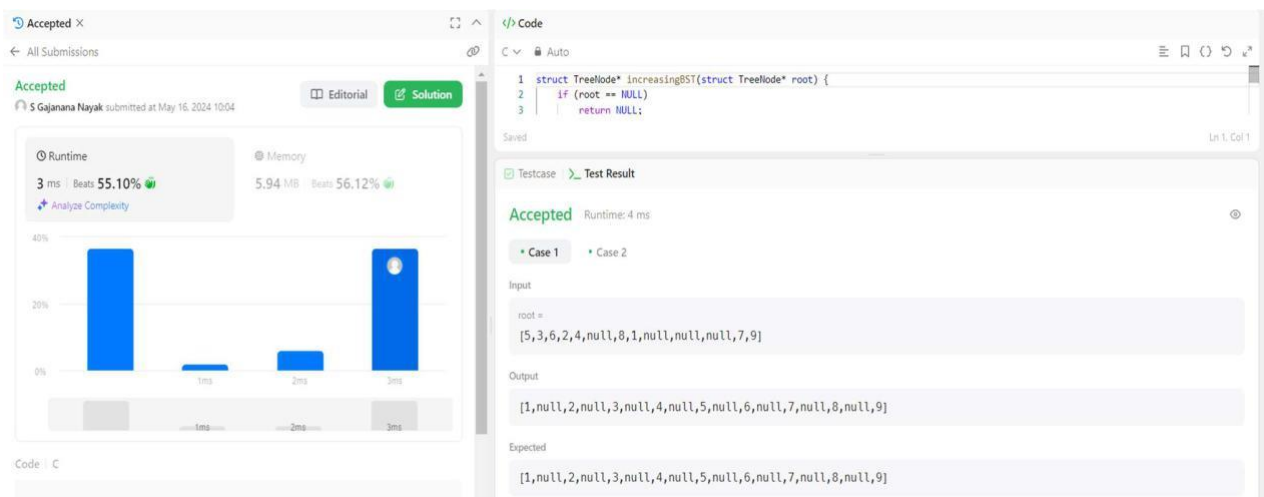 Accepted ×
← All Submissions
Accepted
S Gajanana Nayak submitted at May 16, 2024 10:04
Editorial
Solution
Runtime
3 ms | Beats 55.10%
Analyze Complexity
Memory
5.94 MB Beats 56.12%
40%
20%
0%
1ms 2ms 3ms
1ms 2ms 3ms
Code | C
</> Code
C Auto
1 struct TreeNode* increasingBST(struct TreeNode* root) {
2 if (root == NULL)
3 return NULL;
Saved
Ln 1, Col 1
Testcase | >_ Test Result
Accepted Runtime: 4 ms
• Case 1 • Case 2
Input
root =
[5,3,6,2,4,null,8,1,null,null,null,7,9]
Output
[1,null,2,null,3,null,4,null,5,null,6,null,7,null,8,null,9]
Expected
[1,null,2,null,3,null,4,null,5,null,6,null,7,null,8,null,9]